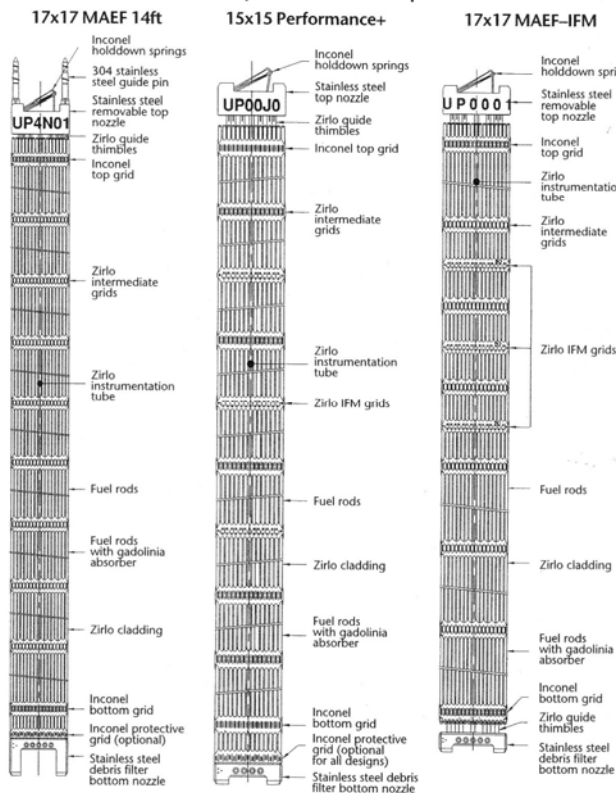 17x17 MAEF 14ft
Inconel
holddown springs
304 stainless
steel guide pin
Stainless steel
removable top
nozzle
UP4N01
Zirlo guide
thimbles
Inconel
top grid
Zirlo
intermediate
grids
Zirlo
instrumentation
tube
Fuel rods
Fuel rods
with gadolinia
absorber
Zirlo cladding
Inconel
bottom grid
Inconel protective
grid (optional)
Stainless steel
debris filter
bottom nozzle
15x15 Performance+
Inconel
holddown springs
Stainless steel
top nozzle
UP00J0
Zirlo guide
thimbles
Inconel top grid
Zirlo
intermediate
grids
Zirlo
instrumentation
tube
Zirlo IFM grids
Fuel rods
Zirlo cladding
Fuel rods
with gadolinia
absorber
Inconel
bottom grid
Inconel protective
grid (optional
for all designs)
Stainless steel debris
filter bottom nozzle
17x17 MAEF–IFM
Inconel
holddown spri
Stainless steel
removable
top nozzle
UP0001
Inconel
top grid
Zirlo
instrumentation
tube
Zirlo
intermediate
grids
Zirlo IFM grids
Fuel rods
Zirlo cladding
Fuel rods
with gadolinia
absorber
Inconel
bottom grid
Zirlo guide
thimbles
Stainless steel
debris filter
bottom nozzle